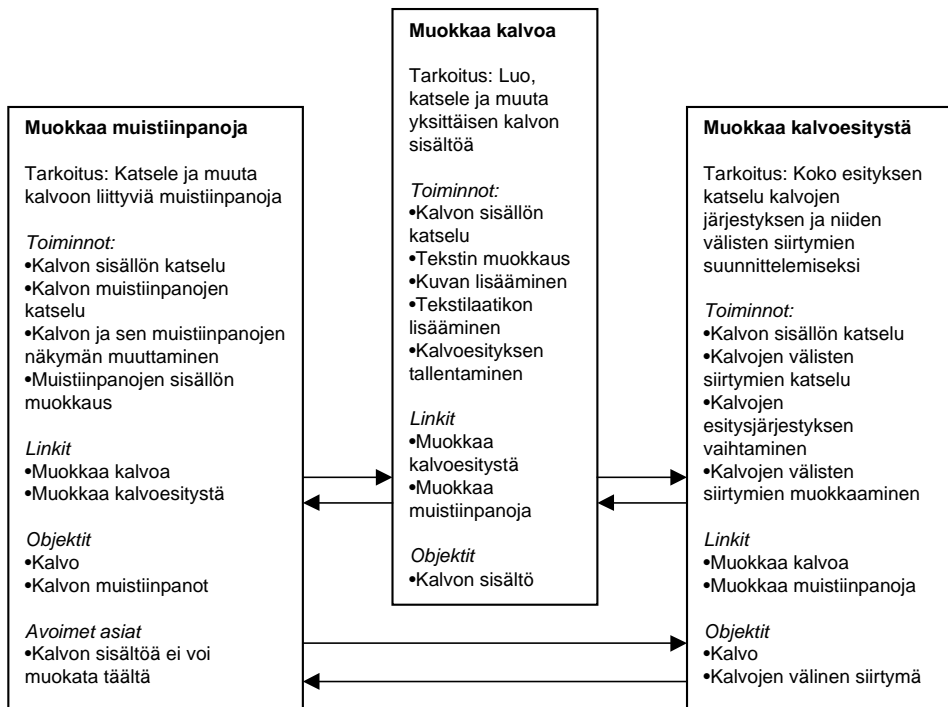 Muokkaa muistiinpanoja
Tarkoitus: Katsele ja muuta
kalvoon liittyviä muistiinpanoja
Toiminnot:
•Kalvon sisällön katselu
•Kalvon muistiinpanojen
katselu
•Kalvon ja sen muistiinpanojen
näkymän muuttaminen
•Muistiinpanojen sisällön
muokkaus
Linkit
•Muokkaa kalvoa
•Muokkaa kalvoesitystä
Objektit
•Kalvo
•Kalvon muistiinpanot
Avoimet asiat
•Kalvon sisältöä ei voi
muokata täältä
Muokkaa kalvoa
Tarkoitus: Luo,
katsele ja muuta
yksittäisen kalvon
sisältöä
Toiminnot:
•Kalvon sisällön
katselu
•Tekstin muokkaus
•Kuvan lisääminen
•Tekstilaatikon
lisääminen
•Kalvoesityksen
tallentaminen
Linkit
•Muokkaa
kalvoesitystä
•Muokkaa
muistiinpanoja
Objektit
•Kalvon sisältö
Muokkaa kalvoesitystä
Tarkoitus: Koko esityksen
katselu kalvojen
järjestyksen ja niiden
välisten siirtymien
suunnittelemiseksi
Toiminnot:
•Kalvon sisällön katselu
•Kalvojen välisten
siirtymien katselu
•Kalvojen
esitysjärjestyksen
vaihtaminen
•Kalvojen välisten
siirtymien muokkaaminen
Linkit
•Muokkaa kalvoa
•Muokkaa muistiinpanoja
Objektit
•Kalvo
•Kalvojen välinen siirtymä